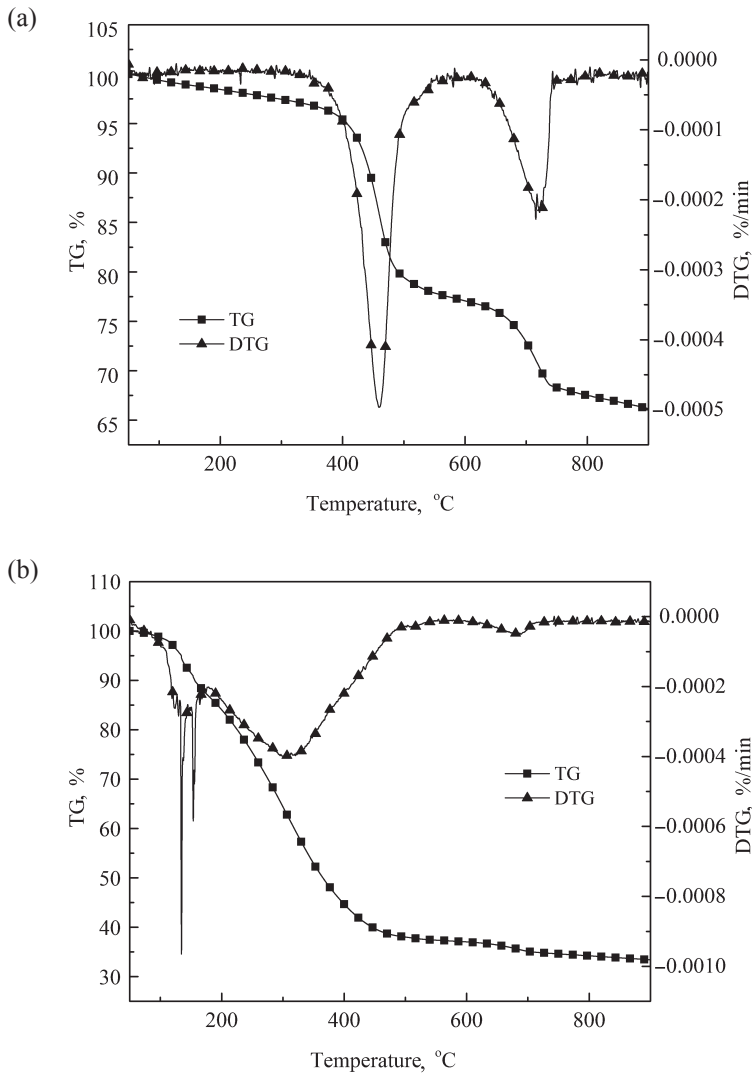 (a)
105
100
95
90
85
80
75
70
65
TG, %
0.0000
−0.0001
−0.0002
−0.0003
−0.0004
−0.0005
DTG, %/min
TG
DTG
200 400 600 800
Temperature, °C
(b)
110
100
90
80
70
60
50
40
30
TG, %
0.0000
−0.0002
−0.0004
−0.0006
−0.0008
−0.0010
DTG, %/min
TG
DTG
200 400 600 800
Temperature, °C